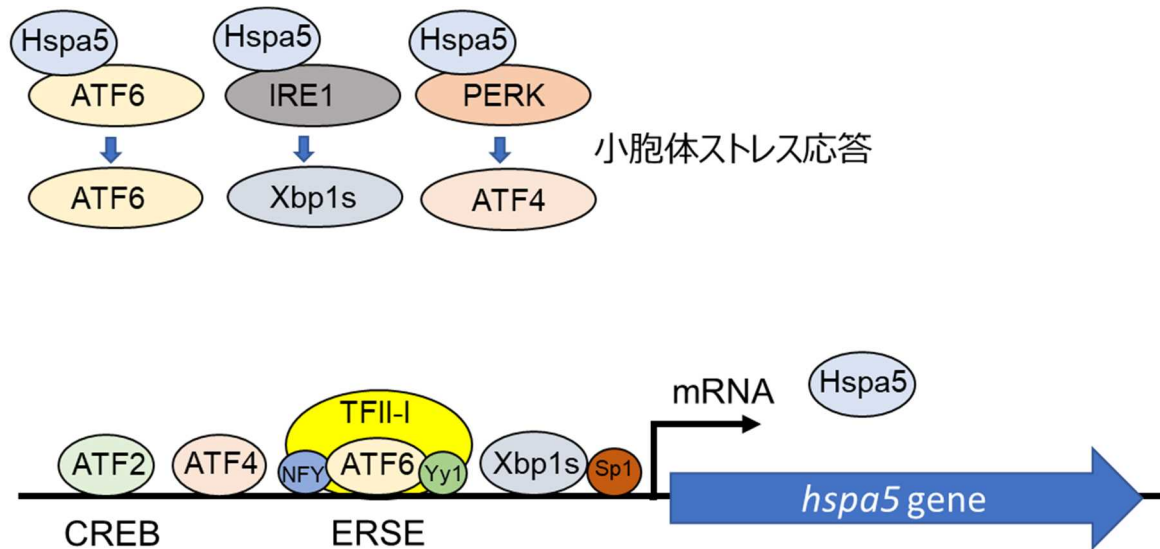 Hspa5 Hspa5 Hspa5
ATF6 IRE1 PERK
小胞体ストレス応答
ATF6 Xbp1s ATF4
mRNA Hspa5
TFII-I
ATF2 ATF4 NFY ATF6 Yy1 Xbp1s Sp1
hspa5 gene
CREB ERSE